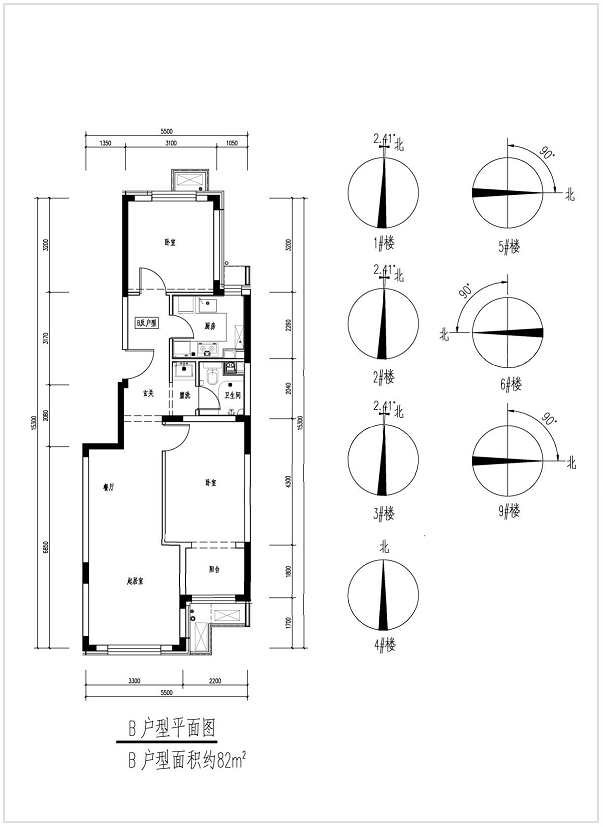 5500
1350 3100 1050
3200
3170
2080
6850
15300
3200
2260
2040
4300
1800
1700
15300
卧室
B反户型
厨房
玄关
盥洗
卫生间
餐厅
卧室
起居室
阳台
3300 2200
5500
B 户型平面图
B 户型面积约82m²
2.41°
北
1#楼
90°
北
5#楼
2.41°
北
2#楼
90°
北
6#楼
2.41°
北
3#楼
90°
北
9#楼
北
4#楼